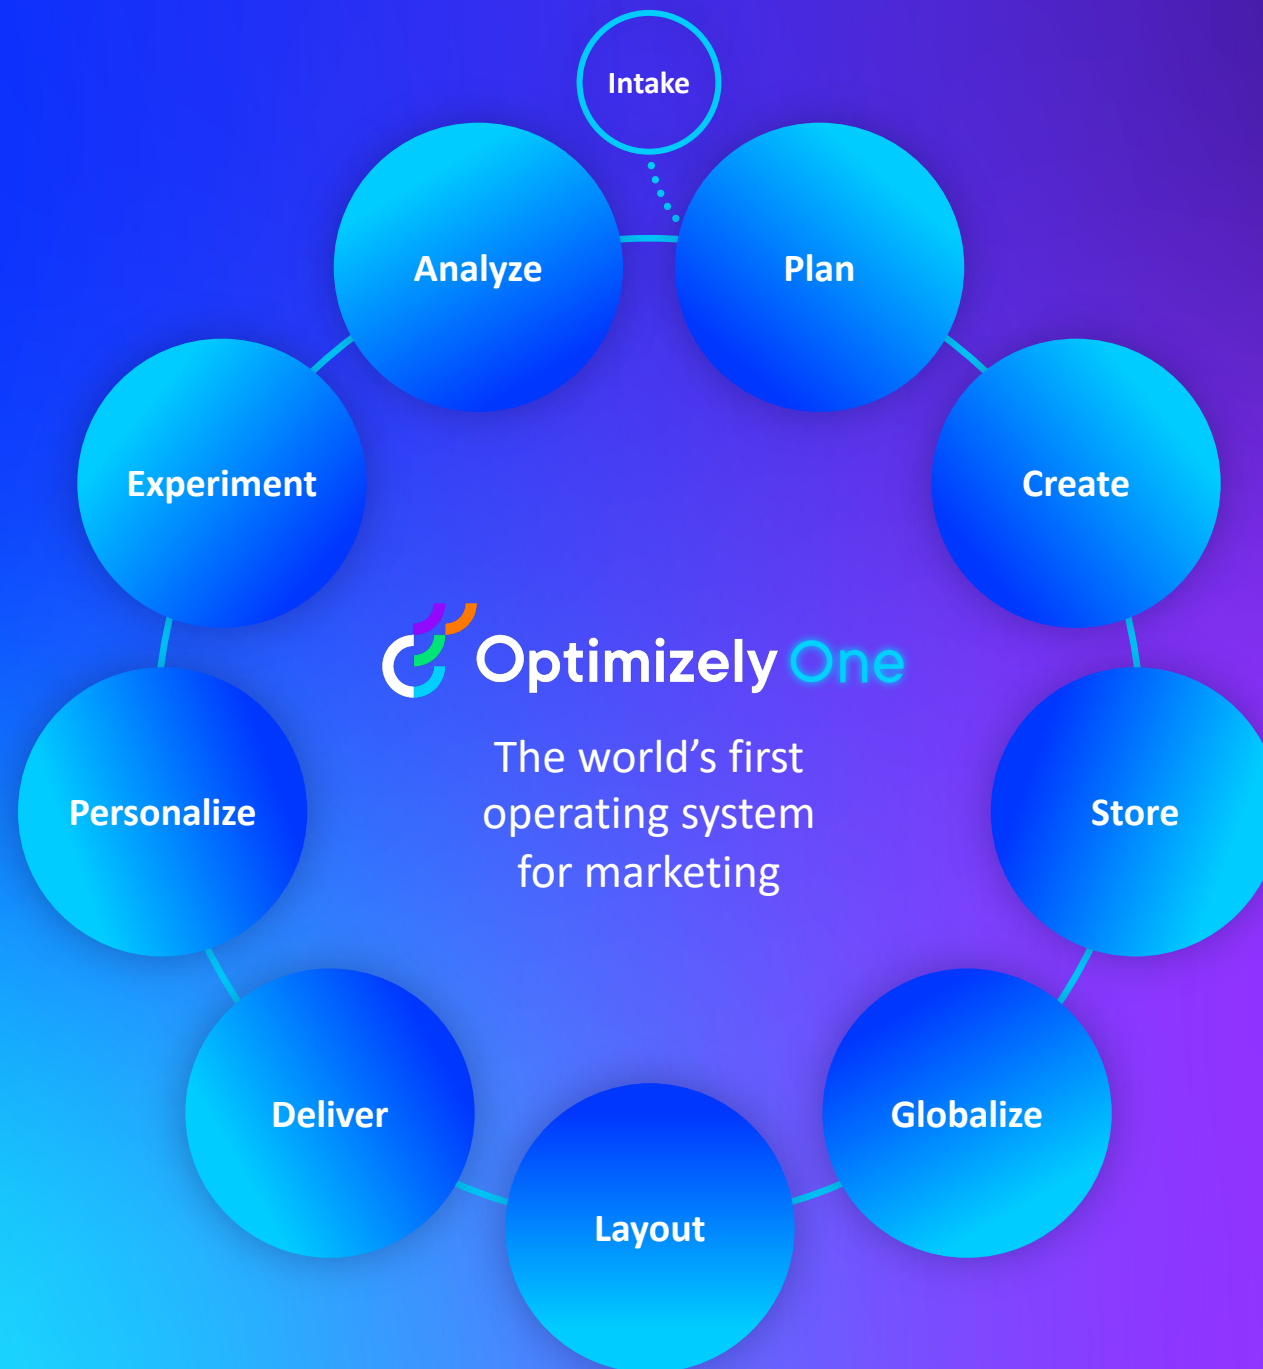 Intake
Analyze
Plan
Experiment
Create
Optimizely One
The world’s first
operating system
for marketing
Personalize
Store
Deliver
Globalize
Layout